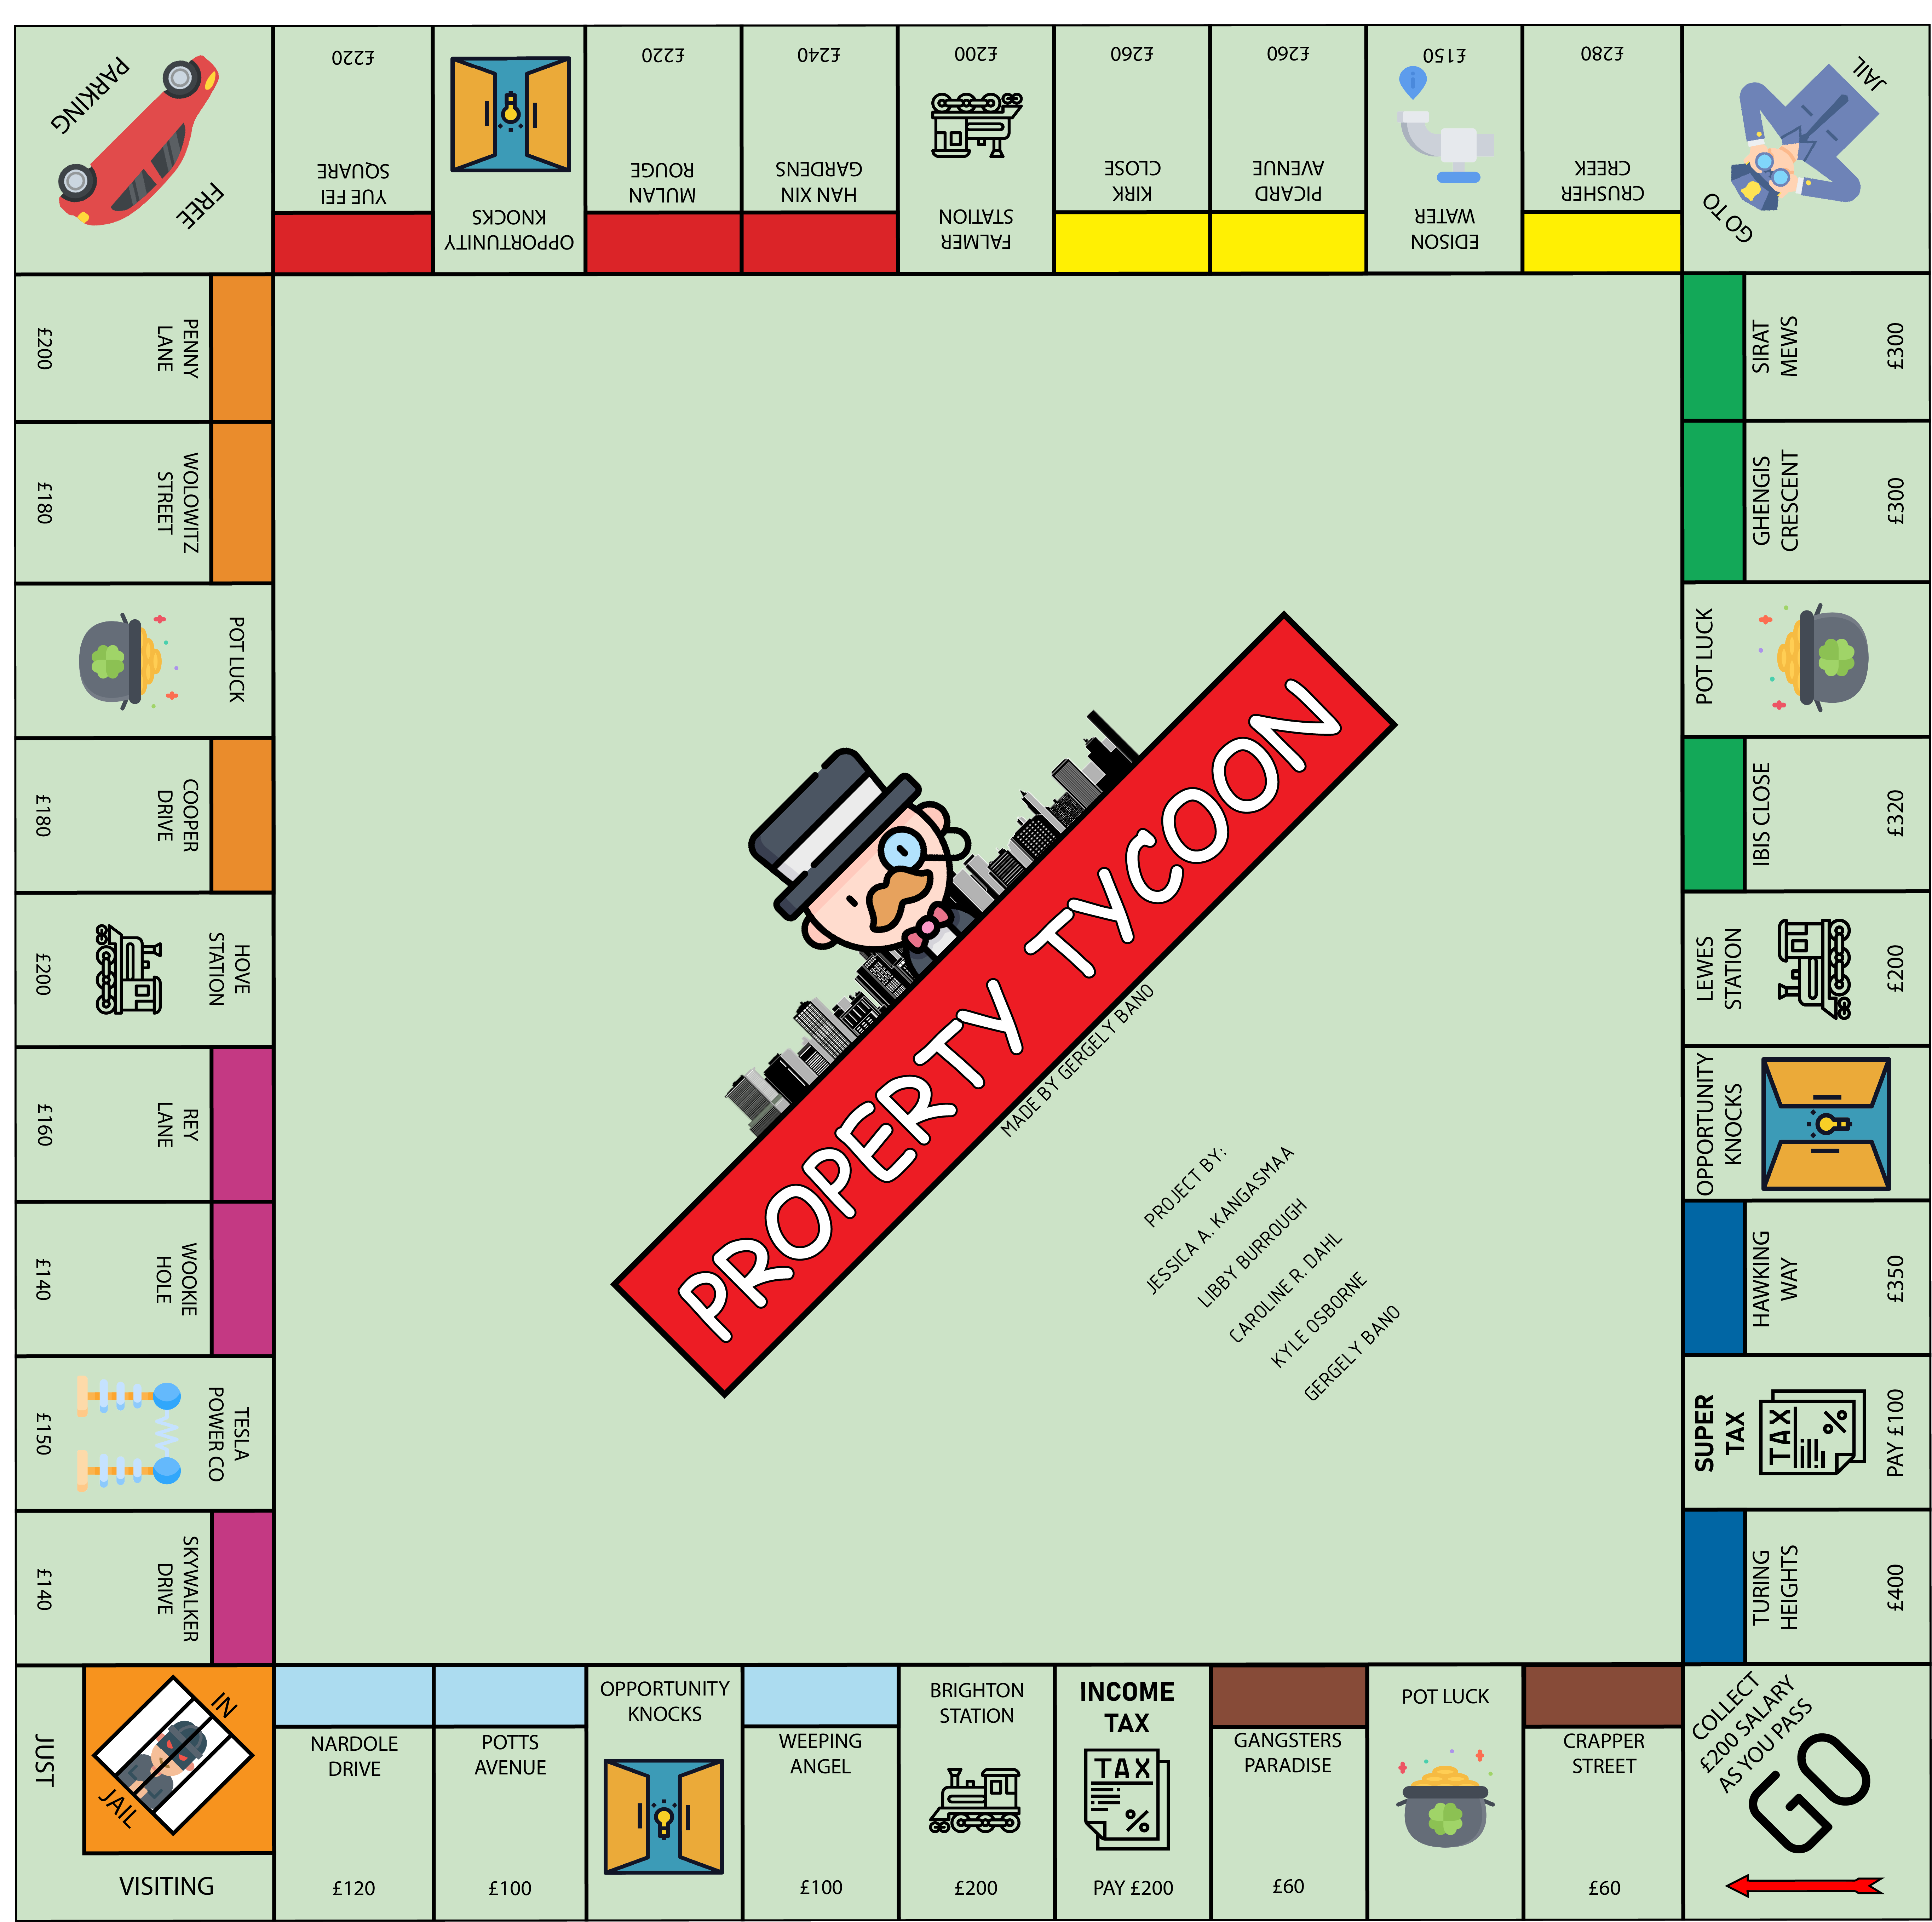 PARKING
FREE
£220
YUE FEI
SQUARE
OPPORTUNITY
KNOCKS
£220
MULAN
ROUGE
£240
HAN XIN
GARDENS
£200
FALMER
STATION
£260
KIRK
CLOSE
£260
PICARD
AVENUE
£150
EDISON
WATER
£280
CRUSHER
CREEK
GO TO
JAIL
PENNY
LANE
£200
WOLOWITZ
STREET
£180
POT LUCK
COOPER
DRIVE
£180
HOVE
STATION
£200
REY
LANE
£160
WOOKIE
HOLE
£140
TESLA
POWER CO
£150
SKYWALKER
DRIVE
£140
PROPERTY TYCOON
MADE BY GERGELY BANO
PROJECT BY:
JESSICA A. KANGASMAA
LIBBY BURROUGH
CAROLINE R. DAHL
KYLE OSBORNE
GERGELY BANO
SIRAT
MEWS
£300
GHENGIS
CRESCENT
£300
POT LUCK
IBIS CLOSE
£320
LEWES
STATION
£200
OPPORTUNITY
KNOCKS
HAWKING
WAY
£350
SUPER
TAX
TAX
%
PAY £100
TURING
HEIGHTS
£400
JUST
VISITING
IN
JAIL
NARDOLE
DRIVE
£120
POTTS
AVENUE
£100
OPPORTUNITY
KNOCKS
WEEPING
ANGEL
£100
BRIGHTON
STATION
£200
INCOME
TAX
TAX
%
PAY £200
GANGSTERS
PARADISE
£60
POT LUCK
CRAPPER
STREET
£60
COLLECT
£200 SALARY
AS YOU PASS
GO